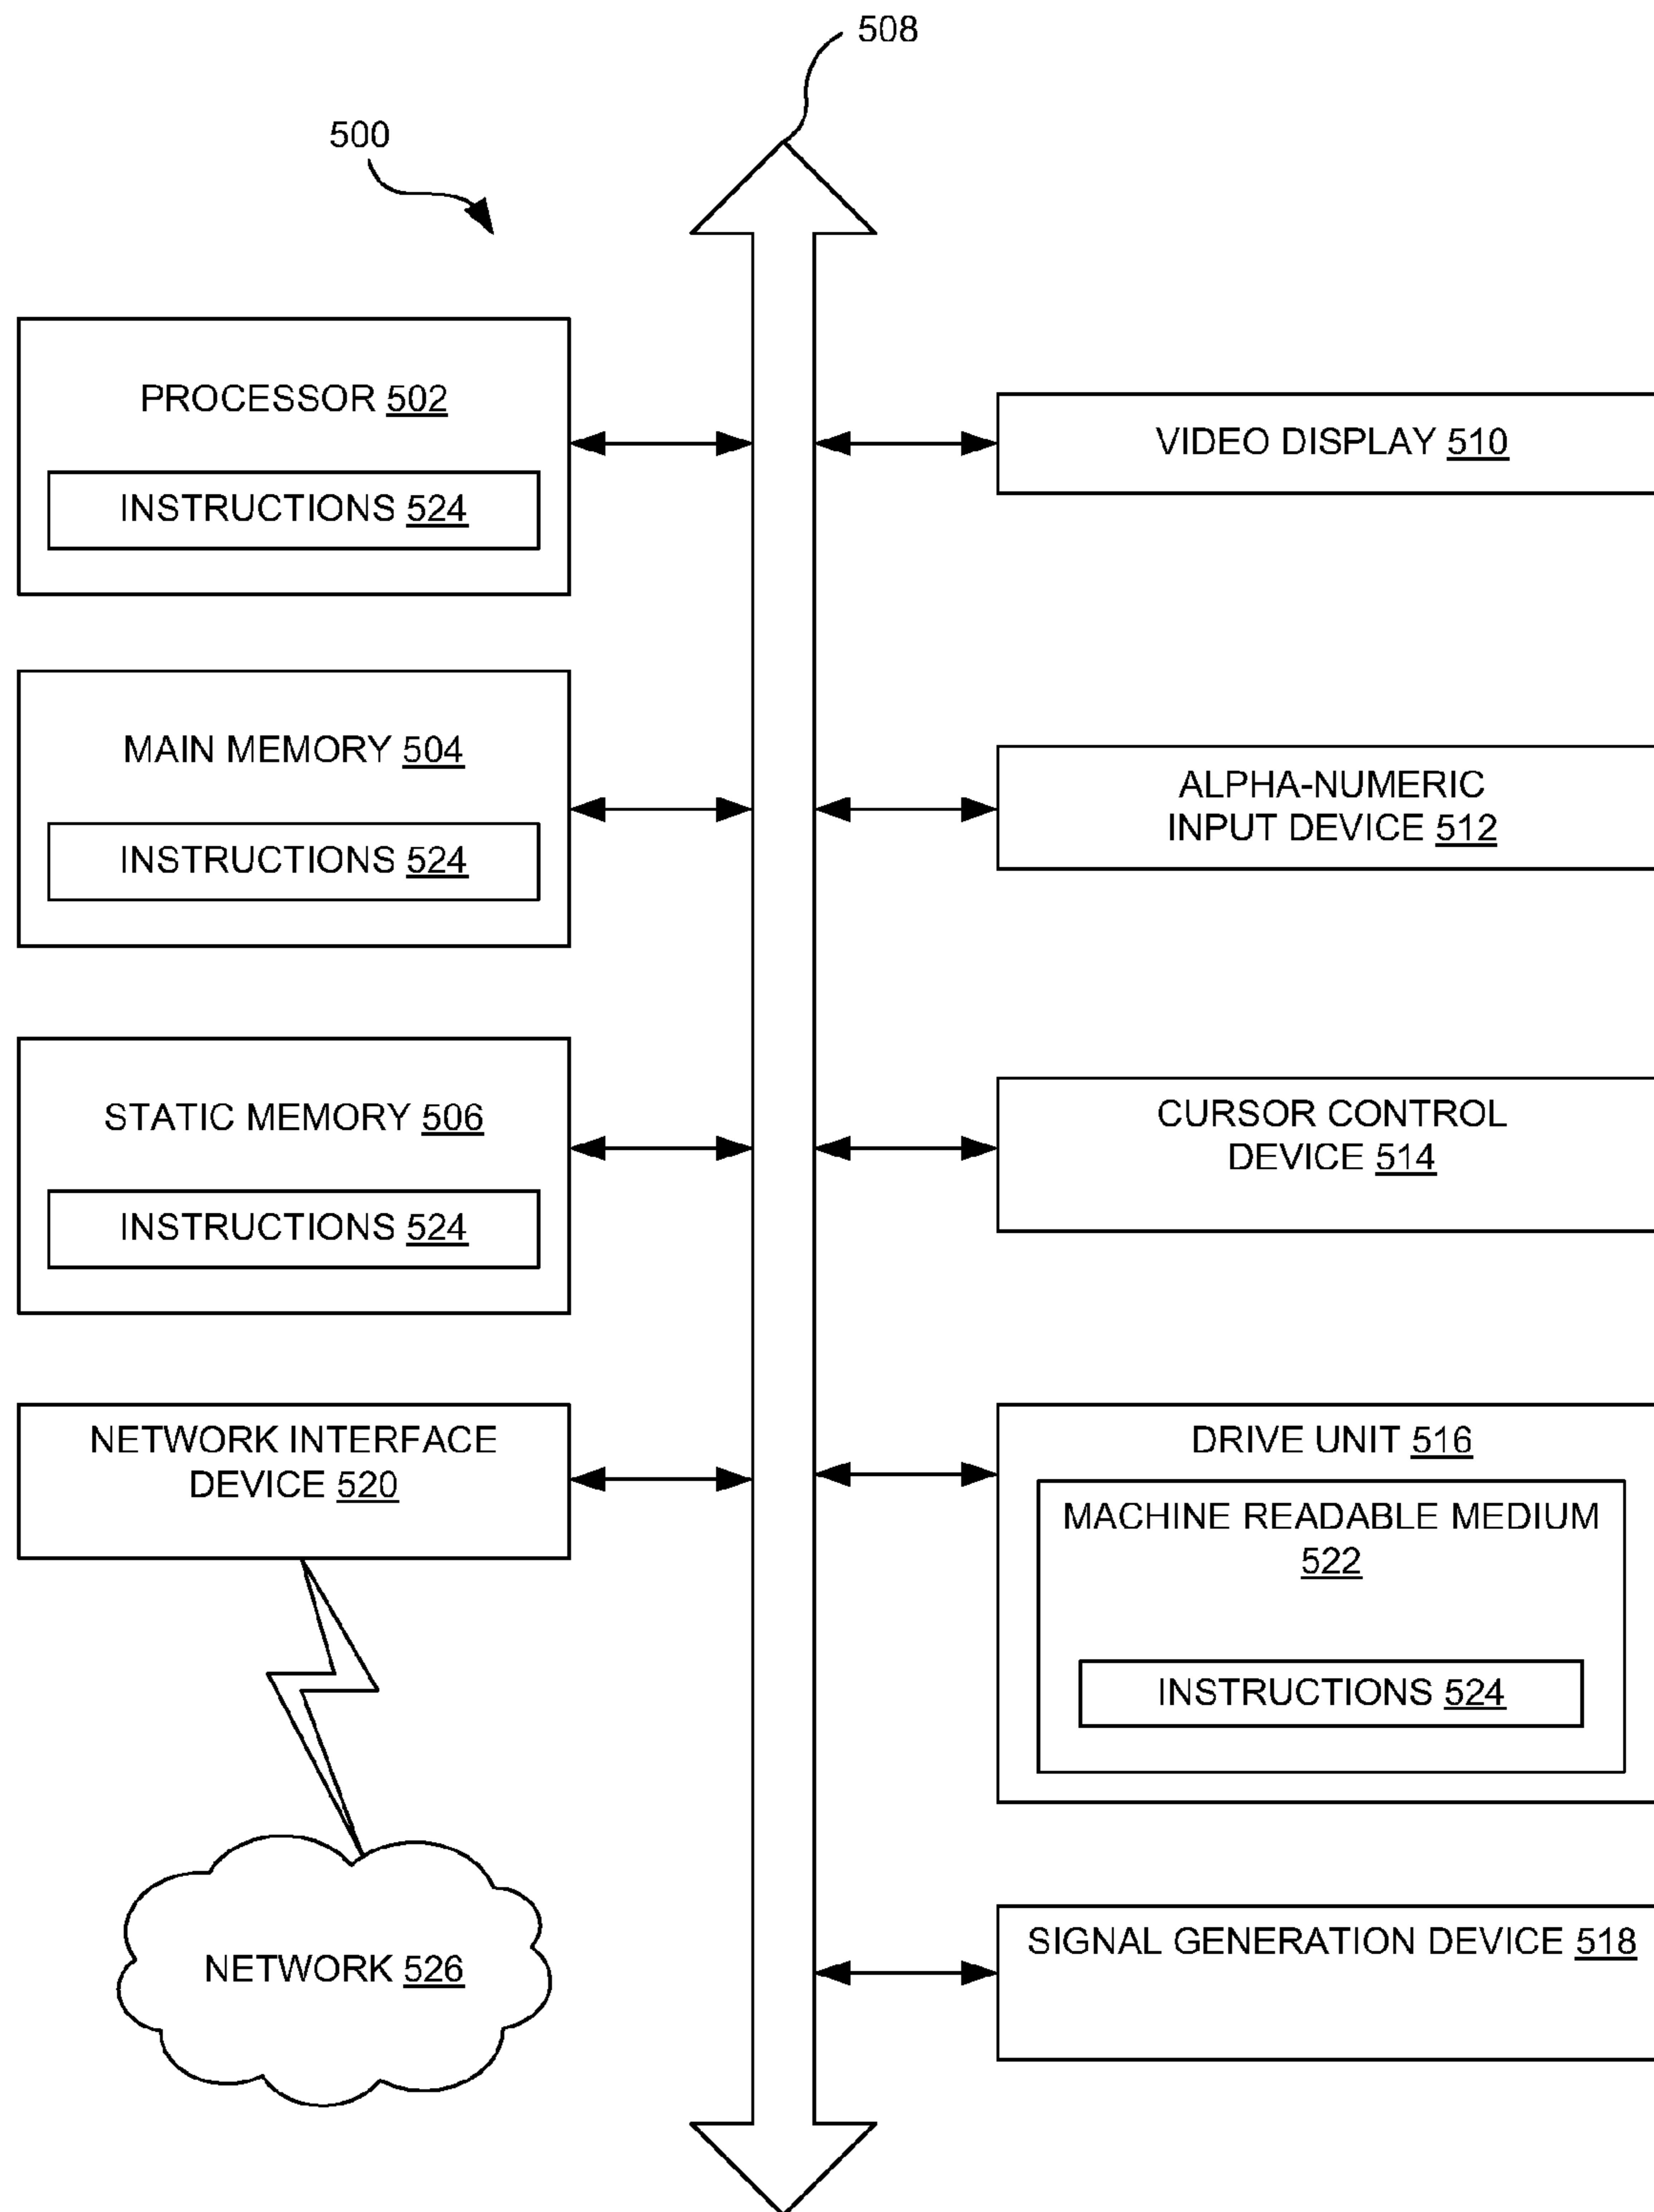 508
500
PROCESSOR 502
INSTRUCTIONS 524
MAIN MEMORY 504
INSTRUCTIONS 524
STATIC MEMORY 506
INSTRUCTIONS 524
NETWORK INTERFACE
DEVICE 520
NETWORK 526
VIDEO DISPLAY 510
ALPHA-NUMERIC
INPUT DEVICE 512
CURSOR CONTROL
DEVICE 514
DRIVE UNIT 516
MACHINE READABLE MEDIUM
522
INSTRUCTIONS 524
SIGNAL GENERATION DEVICE 518